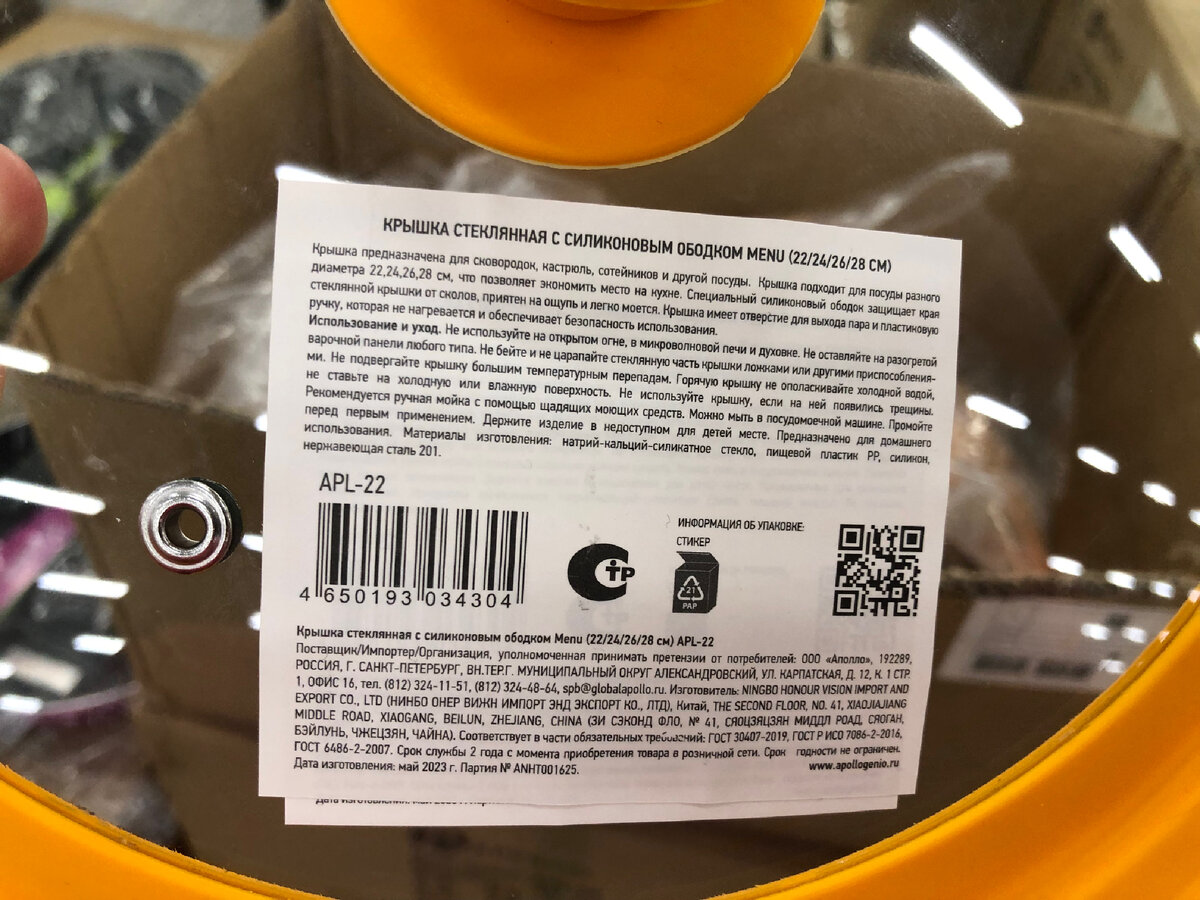 КРЫШКА СТЕКЛЯННАЯ С СИЛИКОНОВЫМ ОБОДКОМ MENU (22/24/26/28 СМ)
Крышка предназначена для сковородок, кастрюль, сотейников и другой посуды. Крышка подходит для посуды разного
диаметра 22,24,26,28 см, что позволяет экономить место на кухне. Специальный силиконовый ободок защищает края
стеклянной крышки от сколов, приятен на ощупь и легко моется. Крышка имеет отверстие для выхода пара и пластиковую
ручку, которая не нагревается и обеспечивает безопасность использования.
Использование и уход. Не используйте на открытом огне, в микроволновой печи и духовке. Не оставляйте на разогретой
варочной панели любого типа. Не бейте и не царапайте стеклянную часть крышки ложками или другими приспособления-
ми. Не подвергайте крышку большим температурным перепадам. Горячую крышку не ополаскивайте холодной водой,
не ставьте на холодную или влажную поверхность. Не используйте крышку, если на ней появились трещины.
Рекомендуется ручная мойка с помощью щадящих моющих средств. Можно мыть в посудомоечной машине. Промойте
перед первым применением. Держите изделие в недоступном для детей месте. Предназначено для домашнего
использования. Материалы изготовления: натрий-кальций-силикатное стекло, пищевой пластик PP, силикон,
нержавеющая сталь 201.
APL-22
ИНФОРМАЦИЯ ОБ УПАКОВКЕ:
СТИКЕР
СТР
21
PAP
4 650193 034304
Крышка стеклянная с силиконовым ободком Menu (22/24/26/28 см) APL-22
Поставщик/Импортер/Организация, уполномоченная принимать претензии от потребителей: ООО «Аполло», 192289,
РОССИЯ, Г. САНКТ-ПЕТЕРБУРГ, ВН.ТЕР.Г. МУНИЦИПАЛЬНЫЙ ОКРУГ АЛЕКСАНДРОВСКИЙ, УЛ. КАРПАТСКАЯ, Д. 12, К. 1 СТР.
1, ОФИС 16, тел. (812) 324-11-51, (812) 324-48-64, spb@globalapollo.ru. Изготовитель: NINGBO HONOUR VISION IMPORT AND
EXPORT CO., LTD (НИНБО ОНЕР ВИЖН ИМПОРТ ЭНД ЭКСПОРТ КО., ЛТД), Китай, THE SECOND FLOOR, NO. 41, XIAOJIAJIANG
MIDDLE ROAD, XIAOGANG, BEILUN, ZHEJIANG, CHINA (ЗИ СЭКОНД ФЛО, № 41, СЯОЦЗЯЦЗЯН МИДДЛ РОАД, СЯОГАН,
БЭЙЛУНЬ, ЧЖЕЦЗЯН, ЧАЙНА). Соответствует в части обязательных требований: ГОСТ 30407-2019, ГОСТ Р ИСО 7086-2-2016,
ГОСТ 6486-2-2007. Срок службы 2 года с момента приобретения товара в розничной сети. Срок годности не ограничен.
Дата изготовления: май 2023 г. Партия № ANHT001625.
www.apollogenio.ru